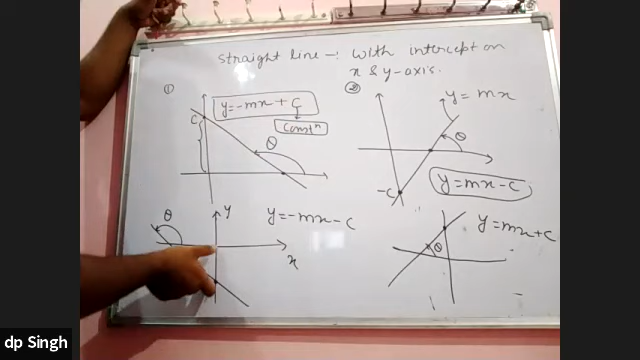 straight line -: with intercept on
x & y-axis.
①
y = -mx + c
Constⁿ
c
θ
②
y = mx
θ
y = mx - c
-c
θ
y
y = -mx - c
x
y = mx + c
θ
dp Singh